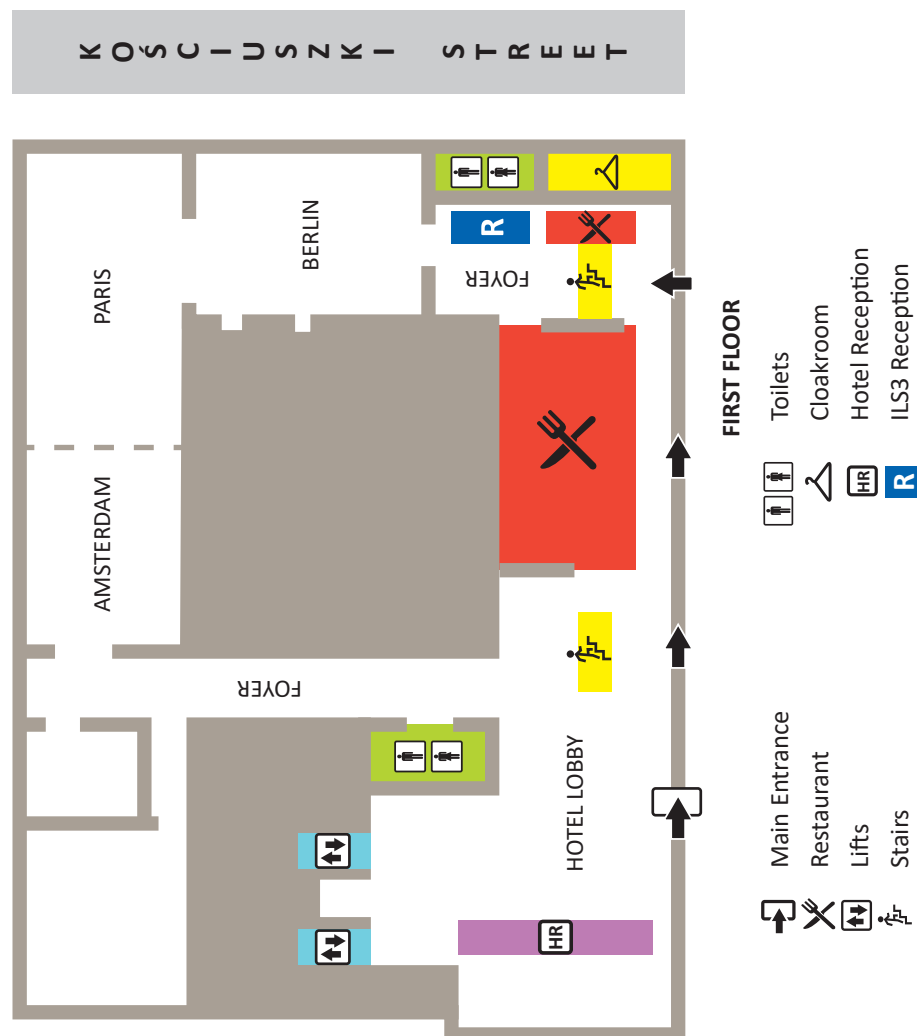 KOŚCIUSZKI STREET
PARIS
BERLIN
AMSTERDAM
FOYER
R
FOYER
HOTEL LOBBY
HR
FIRST FLOOR
Main Entrance
Restaurant
Lifts
Stairs
Toilets
Cloakroom
HR Hotel Reception
R ILS3 Reception